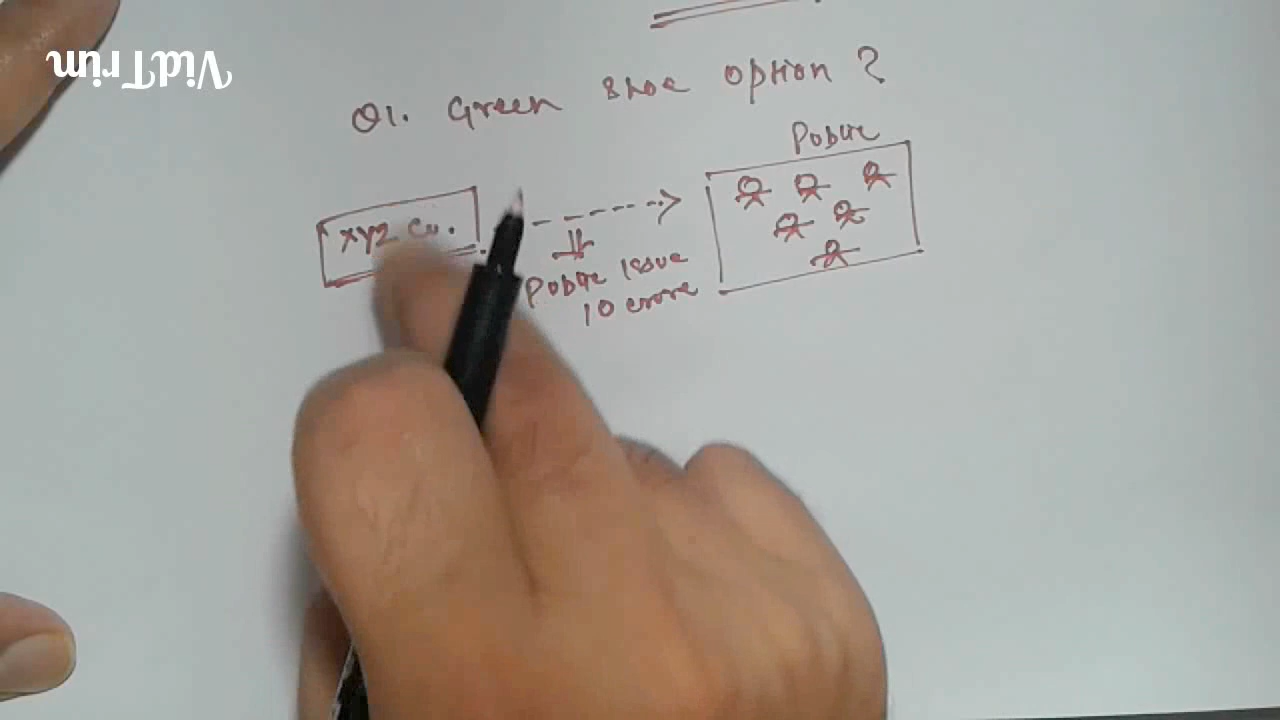 VidTrim
Q1. Green Shoe Option ?
Public
XYZ Co.
Public Issue
10 crore